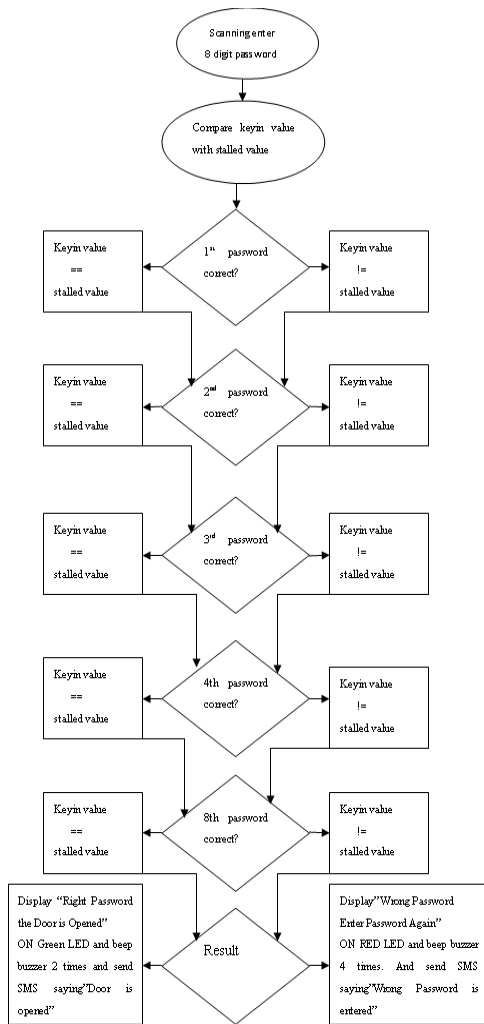 Scanning enter
8 digit password
Compare keyin value
with stalled value
Keyin value
==
stalled value
1st password
correct?
Keyin value
!=
stalled value
Keyin value
==
stalled value
2nd password
correct?
Keyin value
!=
stalled value
Keyin value
==
stalled value
3rd password
correct?
Keyin value
!=
stalled value
Keyin value
==
stalled value
4th password
correct?
Keyin value
!=
stalled value
Keyin value
==
stalled value
8th password
correct?
Keyin value
!=
stalled value
Display "Right Password
the Door is Opened"
ON Green LED and beep
buzzzer 2 times and send
SMS saying"Door is
opened"
Result
Display"Wrong Password
Enter Password Again"
ON RED LED and beep buzzzer
4 times. And send SMS
saying"Wrong Password is
entered"